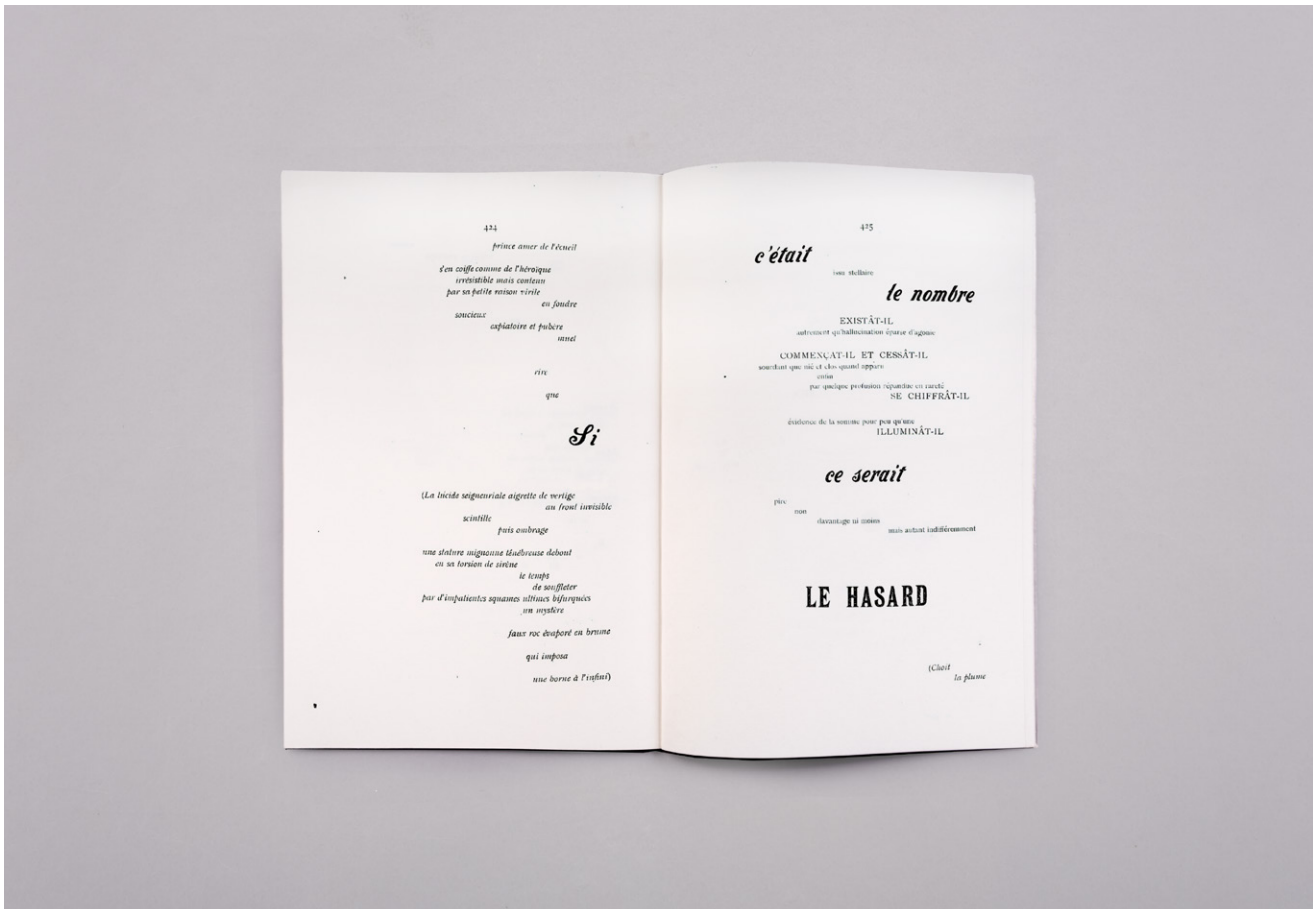 424
prince amer de l'écueil
s'en coiffe comme de l'héroïque
irrésistible mais contenu
par sa petite raison virile
en foudre
soucieux
expiatoire et pubère
muet
rire
que
Si
(La lucide seigneuriale aigrette de vertige
au front invisible
scintille
puis ombrage
une stature mignonne ténébreuse debout
en sa torsion de sirène
le temps
de souffleter
par d'impatientes squames ultimes bifurquées
un mystère
faux roc évaporé en brume
qui imposa
une borne à l'infini)
425
c'était
issu stellaire
le nombre
EXISTÂT-IL
autrement qu'hallucination éparse d'agonie
COMMENÇAT-IL ET CESSÂT-IL
sourdant que nié et clos quand apparu
enfin
par quelque profusion répandue en rareté
SE CHIFFRÂT-IL
évidence de la somme pour peu qu'une
ILLUMINÂT-IL
ce serait
pire
non
davantage ni moins
mais autant indifféremment
LE HASARD
(Choit
la plume